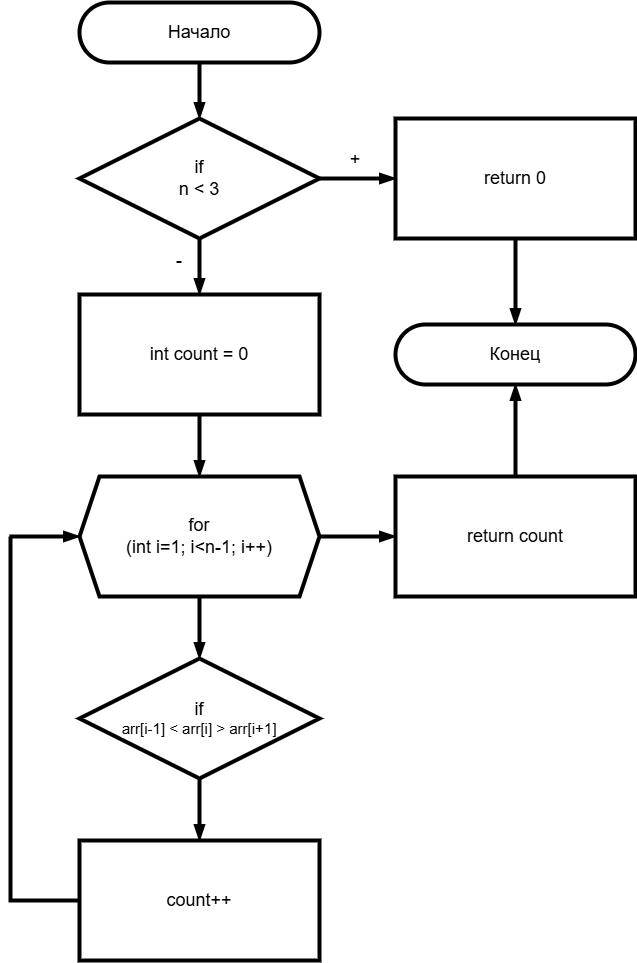 Начало
if
n < 3
+
return 0
-
int count = 0
Конец
for
(int i=1; i<n-1; i++)
return count
if
arr[i-1] < arr[i] > arr[i+1]
count++